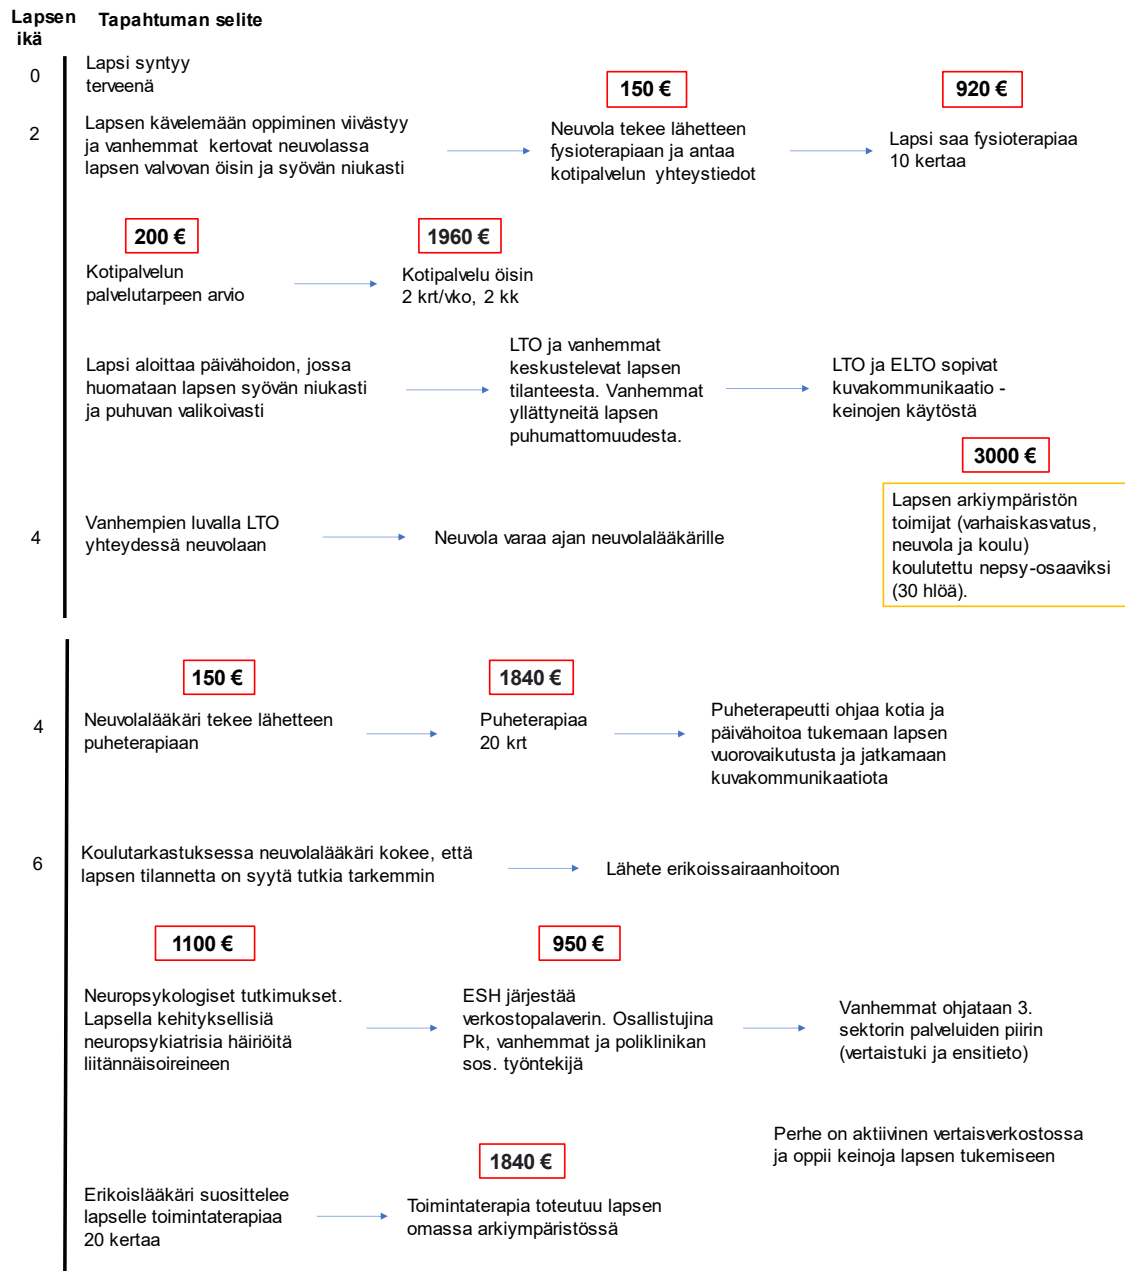 Lapsen
ikä
Tapahtuman selite
0
Lapsi syntyy
terveenä
150 €
920 €
2
Lapsen kävelemään oppiminen viivästyy
ja vanhemmat kertovat neuvolassa
lapsen valvovan öisin ja syövän niukasti
Neuvola tekee lähetteen
fysioterapiaan ja antaa
kotipalvelun yhteystiedot
Lapsi saa fysioterapiaa
10 kertaa
200 €
1960 €
Kotipalvelun
palvelutarpeen arvio
Kotipalvelu öisin
2 krt/vko, 2 kk
Lapsi aloittaa päivähoidon, jossa
huomataan lapsen syövän niukasti
ja puhuvan valikoivasti
LTO ja vanhemmat
keskustelevat lapsen
tilanteesta. Vanhemmat
yllättyneitä lapsen
puhumattomuudesta.
LTO ja ELTO sopivat
kuvakommunikaatio -
keinojen käytöstä
3000 €
4
Vanhempien luvalla LTO
yhteydessä neuvolaan
Neuvola varaa ajan neuvolalääkärille
Lapsen arkiympäristön
toimijat (varhaiskasvatus,
neuvola ja koulu)
koulutettu nepsy-osaaviksi
(30 hlöä).
150 €
1840 €
4
Neuvolalääkäri tekee lähetteen
puheterapiaan
Puheterapiaa
20 krt
Puheterapeutti ohjaa kotia ja
päivähoitoa tukemaan lapsen
vuorovaikutusta ja jatkamaan
kuvakommunikaatiota
6
Koulutarkastuksessa neuvolalääkäri kokee, että
lapsen tilannetta on syytä tutkia tarkemmin
Lähete erikoissairaanhoitoon
1100 €
950 €
Neuropsykologiset tutkimukset.
Lapsella kehityksellisiä
neuropsykiatrisia häiriöitä
liitännäisoireineen
ESH järjestää
verkostopalaverin. Osallistujina
Pk, vanhemmat ja poliklinikan
sos. työntekijä
Vanhemmat ohjataan 3.
sektorin palveluiden piirin
(vertaistuki ja ensitieto)
Perhe on aktiivinen vertaisverkostossa
ja oppii keinoja lapsen tukemiseen
1840 €
Erikoislääkäri suosittelee
lapselle toimintaterapiaa
20 kertaa
Toimintaterapia toteutuu lapsen
omassa arkiympäristössä